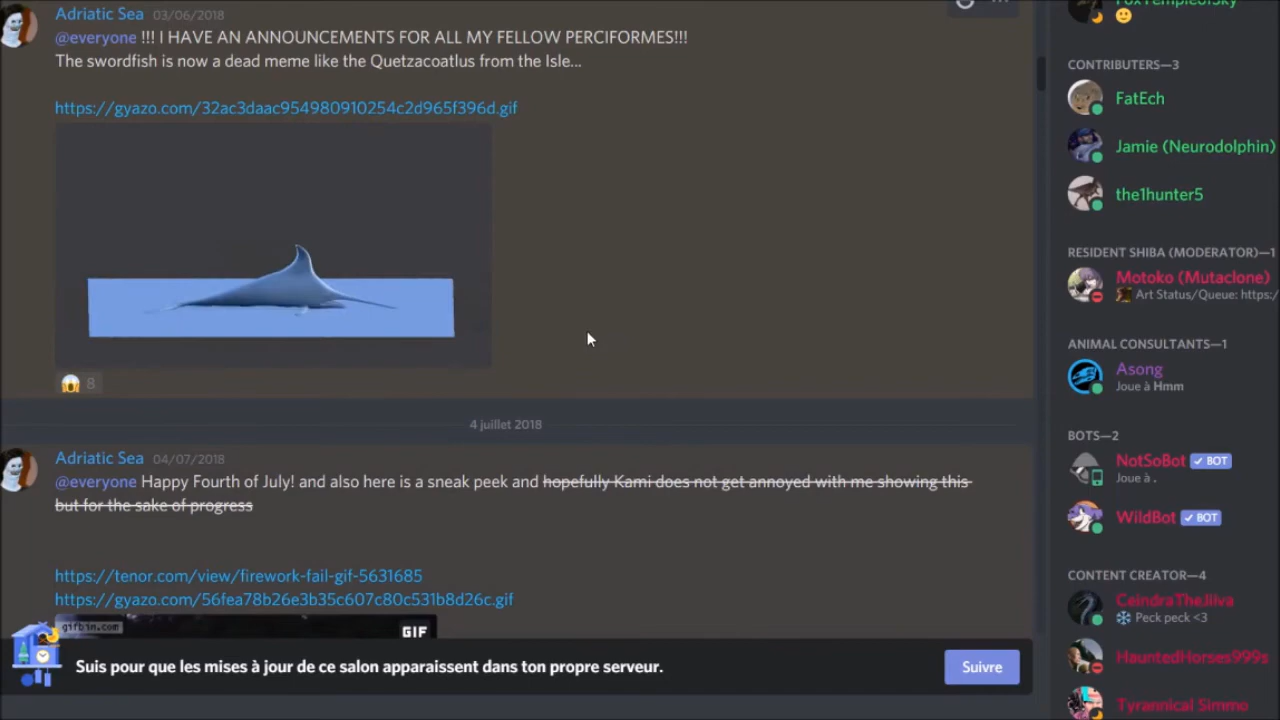 Adriatic Sea 03/06/2018
@everyone !!! I HAVE AN ANNOUNCEMENTS FOR ALL MY FELLOW PERCIFORMES!!!
The swordfish is now a dead meme like the Quetzacoatlus from the Isle...
https://gyazo.com/32ac3daac954980910254c2d965f396d.gif
8
4 juillet 2018
Adriatic Sea 04/07/2018
@everyone Happy Fourth of July! and also here is a sneak peek and hopefully Kami does not get annoyed with me showing this
but for the sake of progress
https://tenor.com/view/firework-fail-gif-5631685
https://gyazo.com/56fea78b26e3b35c607c80c531b8d26c.gif
gifbin.com
GIF
Suis pour que les mises à jour de ce salon apparaissent dans ton propre serveur.
Suivre
FoxTempleofSky
CONTRIBUTERS—3
FatEch
Jamie (Neurodolphin)
the1hunter5
RESIDENT SHIBA (MODERATOR)—1
Motoko (Mutaclone)
Art Status/Queue: https:/
ANIMAL CONSULTANTS—1
Asong
Joue à Hmm
BOTS—2
NotSoBot BOT
Joue à .
WildBot BOT
CONTENT CREATOR—4
CeindraTheJiiva
Peck peck <3
HauntedHorses999s
Tyrannical Simmo